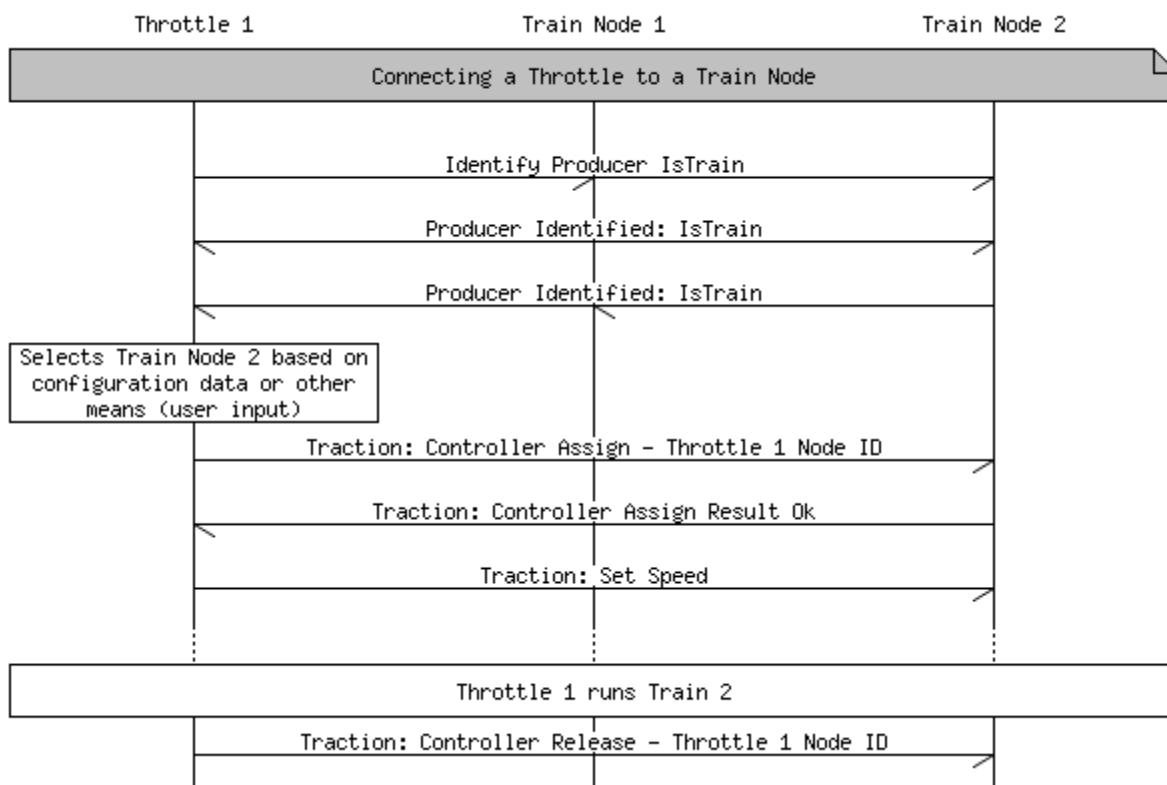 Throttle 1
Train Node 1
Train Node 2
Connecting a Throttle to a Train Node
Identify Producer IsTrain
Producer Identified: IsTrain
Producer Identified: IsTrain
Selects Train Node 2 based on
configuration data or other
means (user input)
Traction: Controller Assign – Throttle 1 Node ID
Traction: Controller Assign Result Ok
Traction: Set Speed
Throttle 1 runs Train 2
Traction: Controller Release – Throttle 1 Node ID